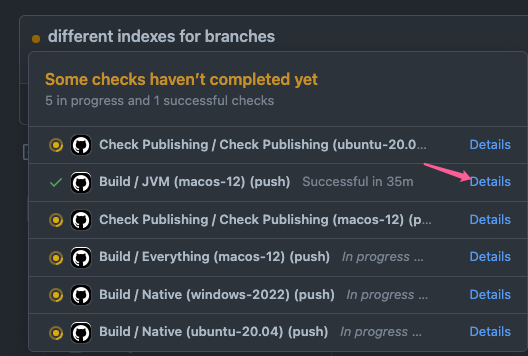 different indexes for branches
Some checks haven't completed yet
5 in progress and 1 successful checks
Check Publishing / Check Publishing (ubuntu-20.0... Details
Build / JVM (macos-12) (push) Successful in 35m Details
Check Publishing / Check Publishing (macos-12) (p... Details
Build / Everything (macos-12) (push) In progress ... Details
Build / Native (windows-2022) (push) In progress ... Details
Build / Native (ubuntu-20.04) (push) In progress ... Details